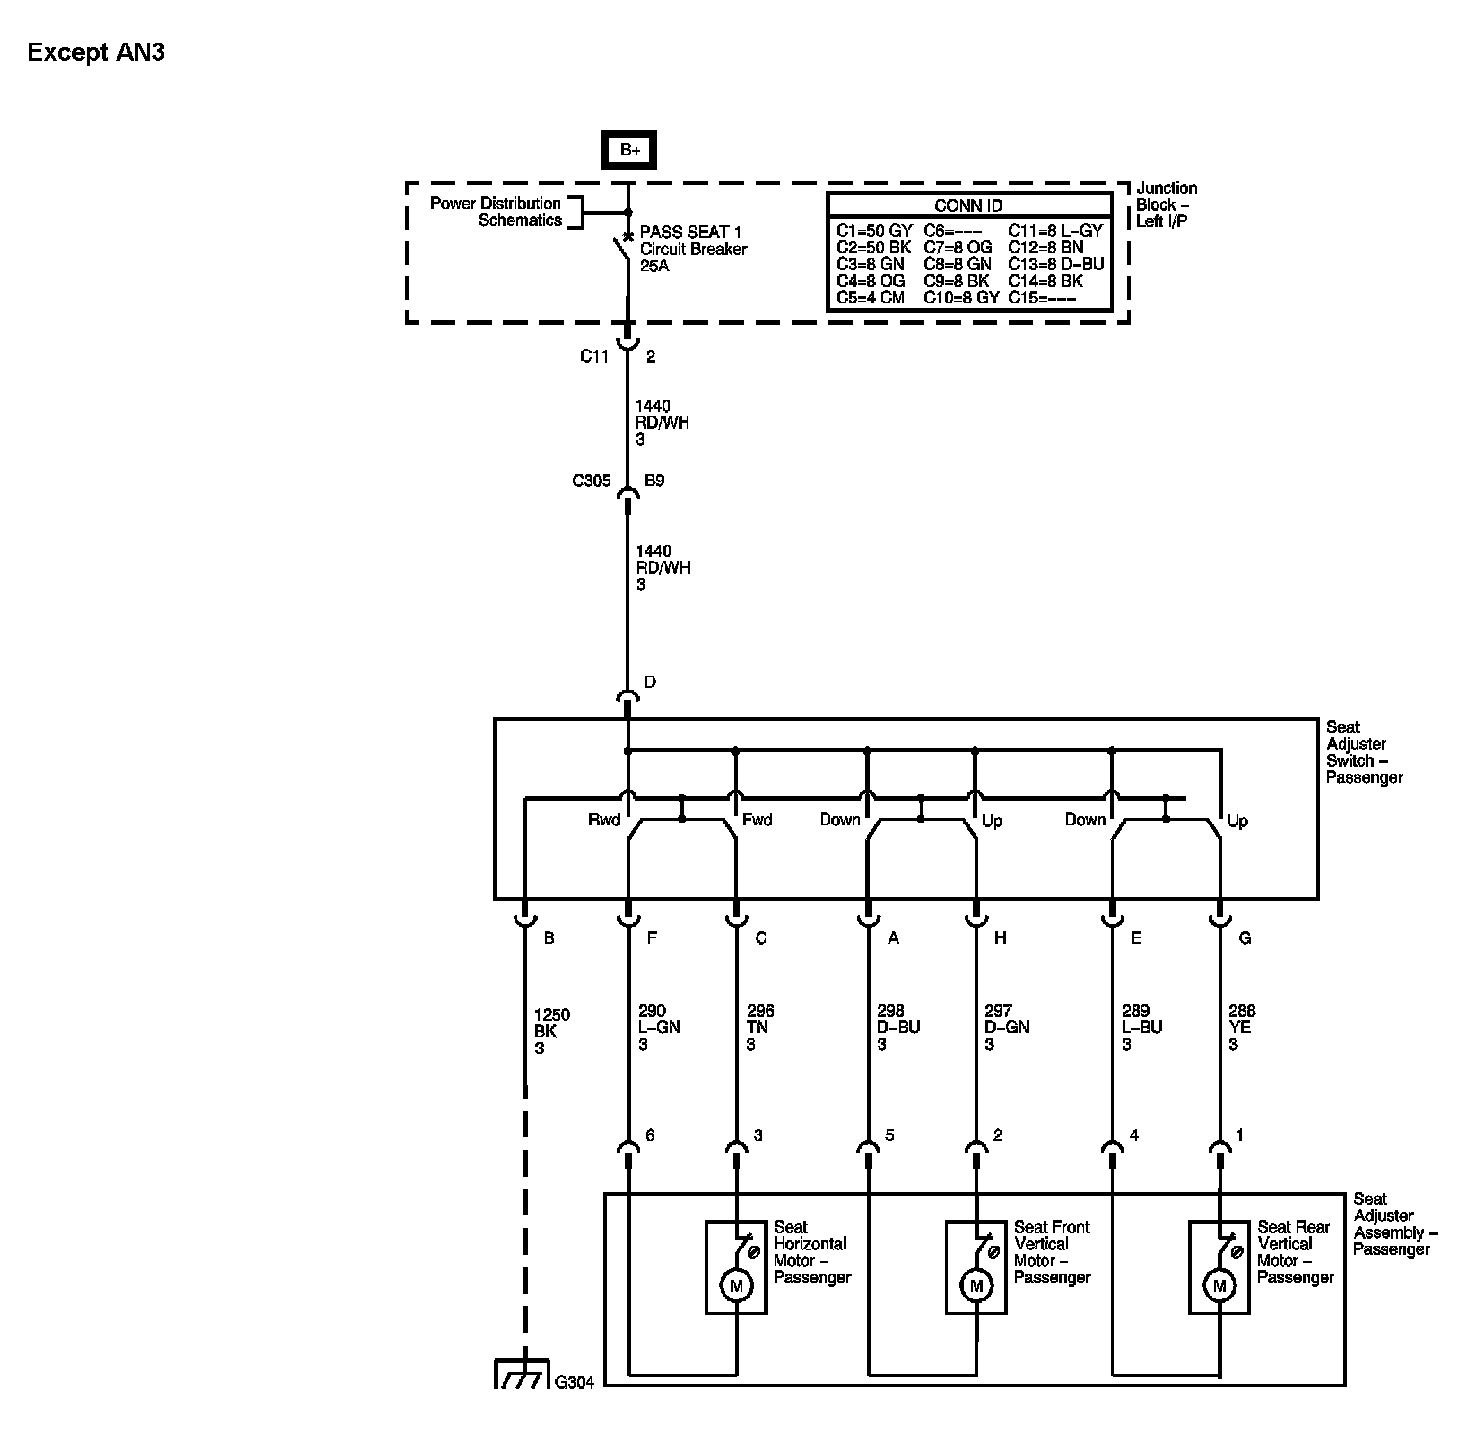 Except AN3
B+
Power Distribution
Schematics
PASS SEAT 1
Circuit Breaker
25A
CONN ID
C1=50 GY C6=--- C11=8 L-GY
C2=50 BK C7=8 OG C12=8 BN
C3=8 GN C8=8 GN C13=8 D-BU
C4=8 OG C9=8 BK C14=8 BK
C5=4 CM C10=8 GY C15=---
Junction
Block –
Left I/P
C11 2
1440
RD/WH
3
C305 B9
1440
RD/WH
3
D
Seat
Adjuster
Switch –
Passenger
Rwd Fwd Down Up Down Up
B F C A H E G
1250
BK
3
290
L-GN
3
296
TN
3
298
D-BU
3
297
D-GN
3
289
L-BU
3
288
YE
3
6 3 5 2 4 1
Seat
Horizontal
Motor –
Passenger
M
Seat Front
Vertical
Motor –
Passenger
M
Seat Rear
Vertical
Motor –
Passenger
M
Seat
Adjuster
Assembly –
Passenger
G304